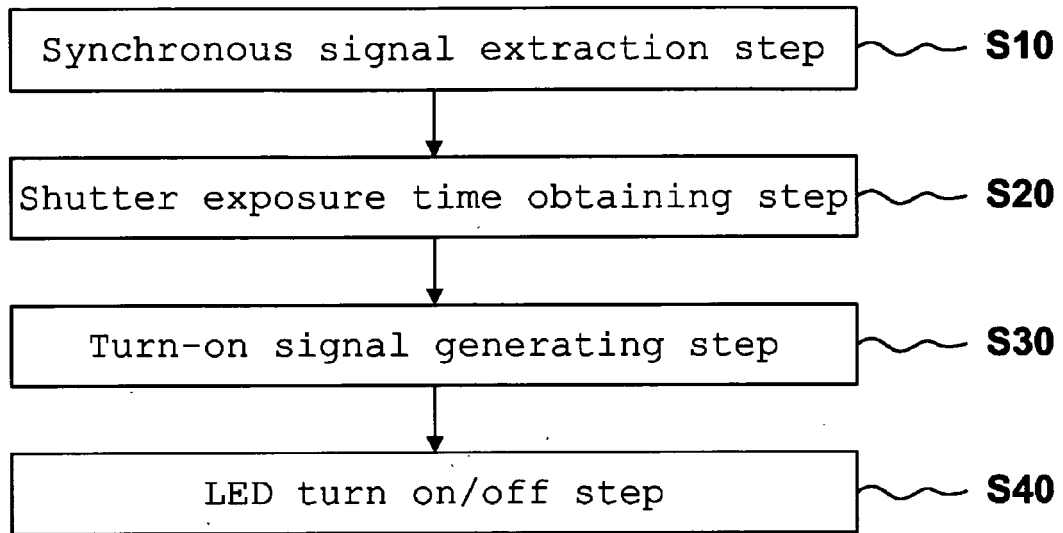 Synchronous signal extraction step S10
Shutter exposure time obtaining step S20
Turn-on signal generating step S30
LED turn on/off step S40